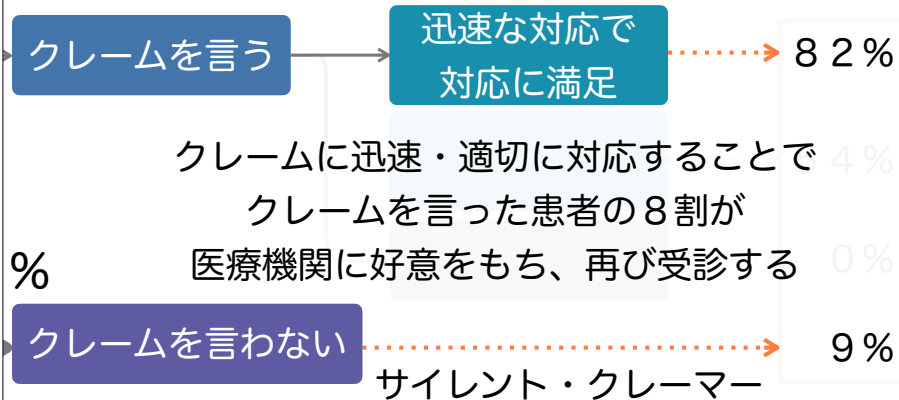 クレームを言う
迅速な対応で
対応に満足
８２%
クレームに迅速・適切に対応することで
4%
クレームを言った患者の８割が
医療機関に好意をもち、再び受診する
0%
%
クレームを言わない
9%
サイレント・クレーマー